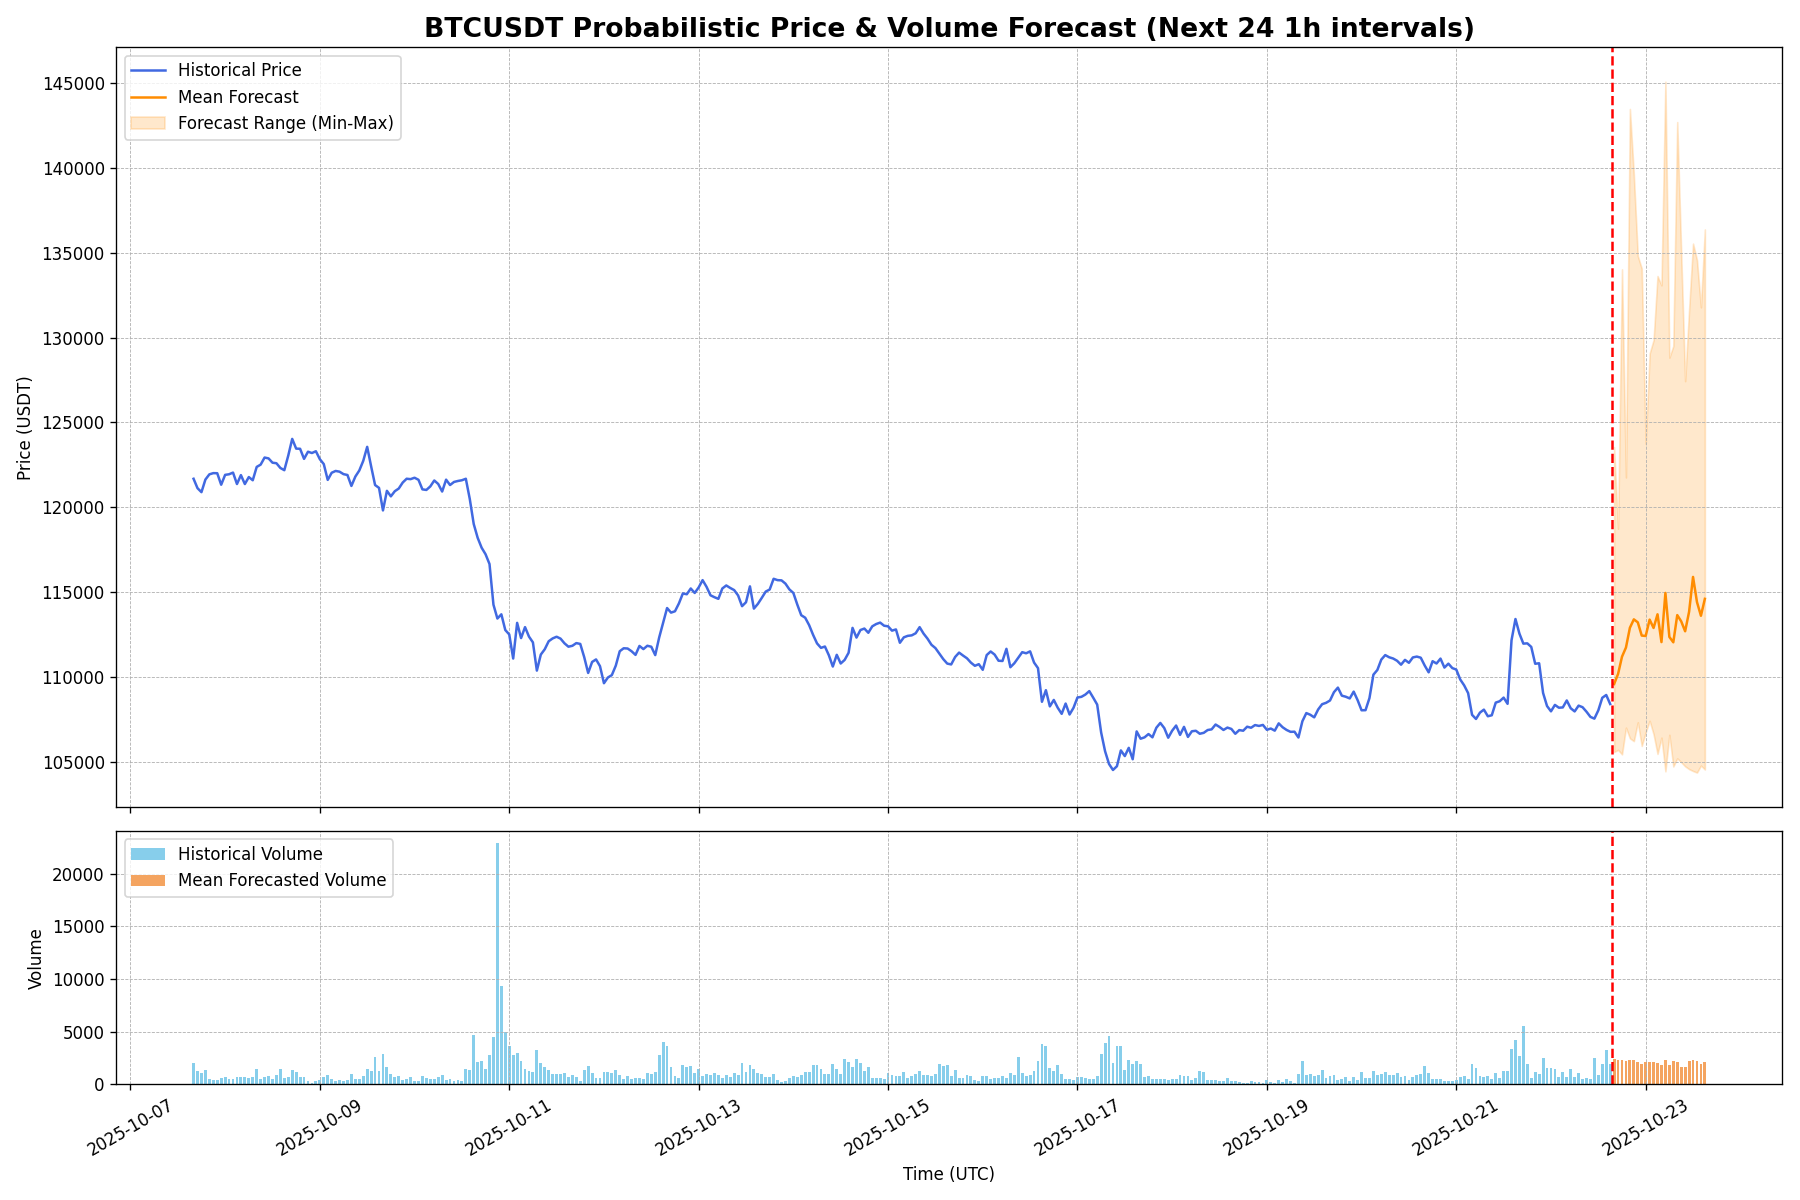 BTCUSDT Probabilistic Price & Volume Forecast (Next 24 1h intervals)
Historical Price
Mean Forecast
Forecast Range (Min-Max)
145000
140000
135000
130000
125000
120000
115000
110000
105000
Price (USDT)
Historical Volume
Mean Forecasted Volume
20000
15000
10000
5000
0
Volume
2025-10-07
2025-10-09
2025-10-11
2025-10-13
2025-10-15
2025-10-17
2025-10-19
2025-10-21
2025-10-23
Time (UTC)